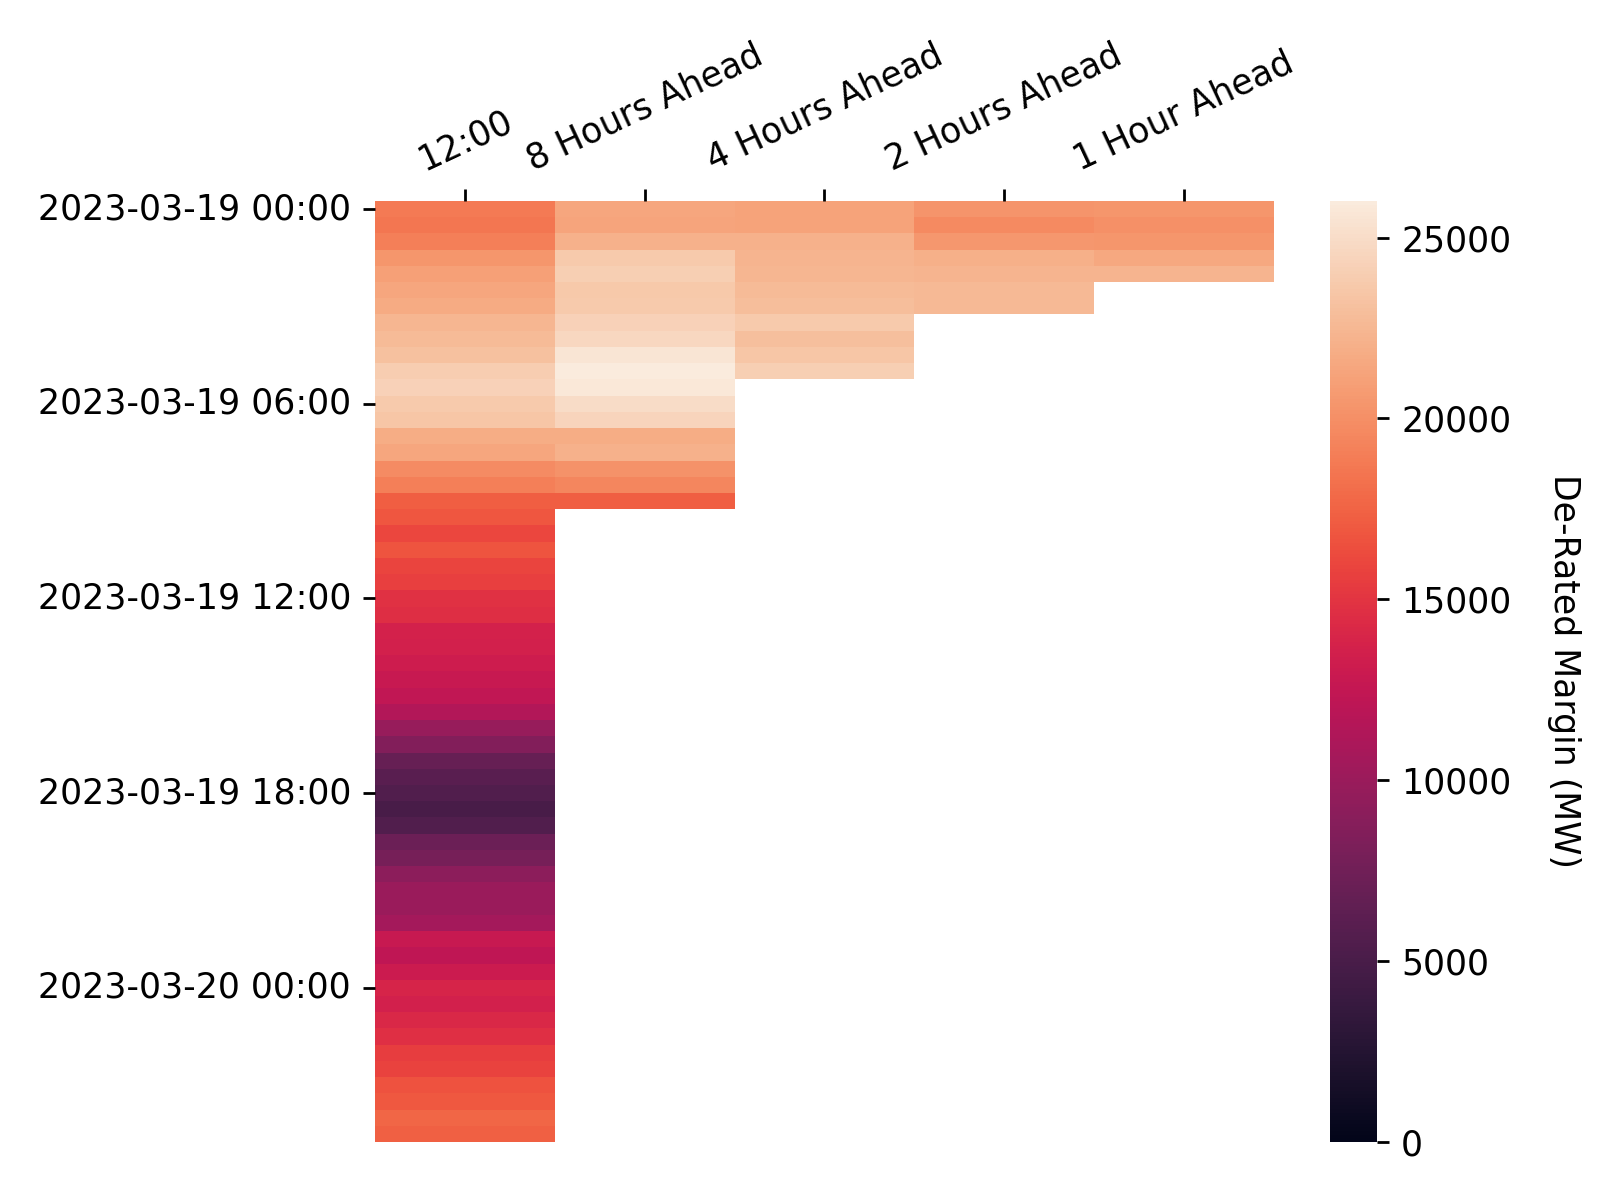 12:00
8 Hours Ahead
4 Hours Ahead
2 Hours Ahead
1 Hour Ahead
2023-03-19 00:00
2023-03-19 06:00
2023-03-19 12:00
2023-03-19 18:00
2023-03-20 00:00
25000
20000
15000
10000
5000
0
De-Rated Margin (MW)